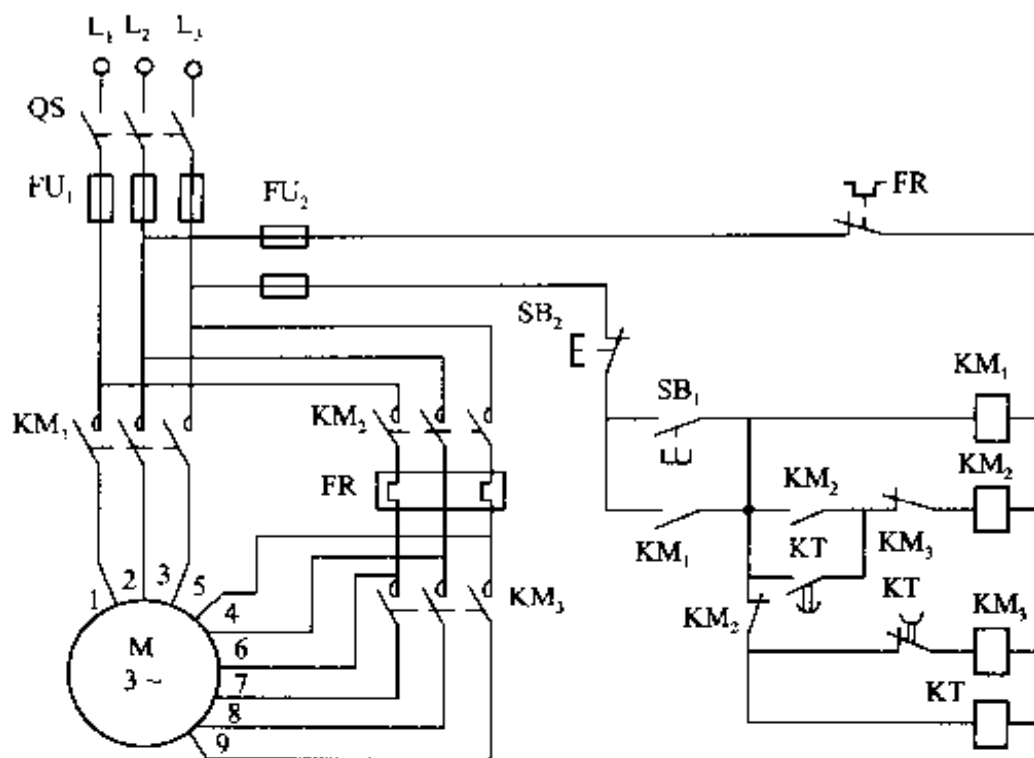 L₁ L₂ L₃
QS
FU₁
FU₂
FR
SB₂
KM₁
SB₁
KM₂
KM₂
FR
KM₂
KM₁
KM₃
KT
KM₃
KM₂
KT
KM₃
KT
1 2 3 5
4
6
7
8
9
M
3 ~